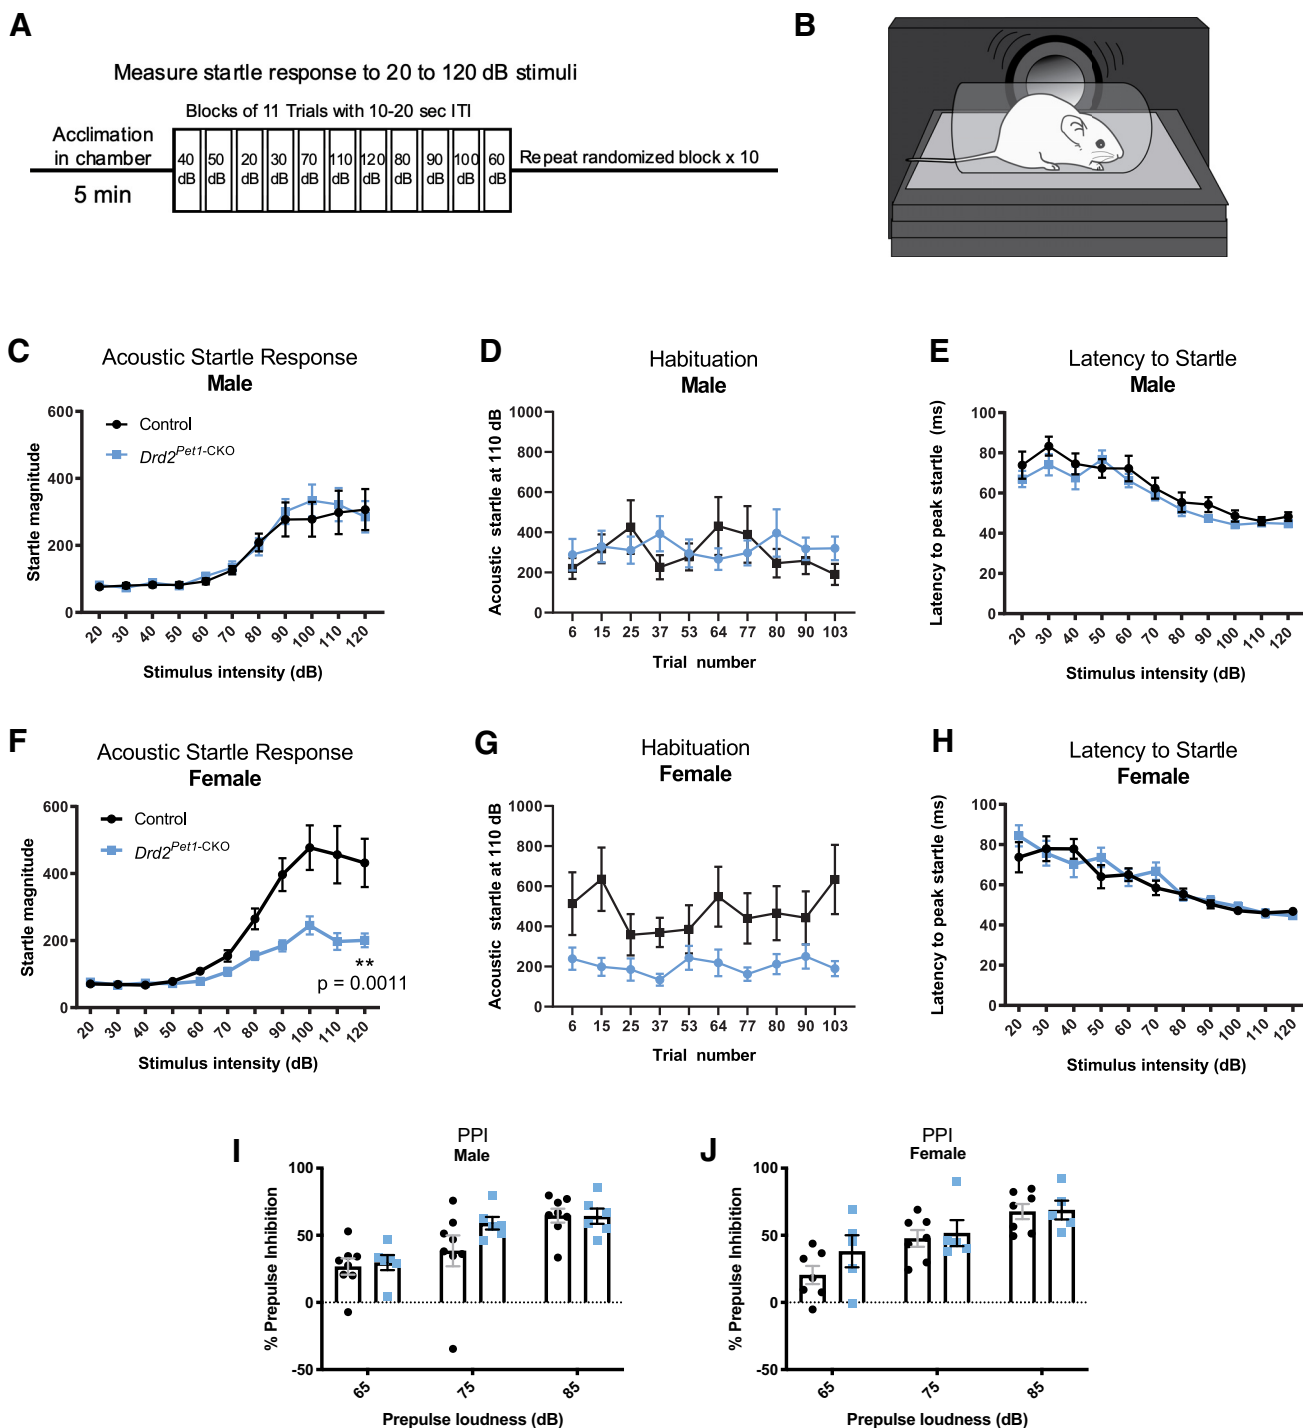 A
Measure startle response to 20 to 120 dB stimuli
Blocks of 11 Trials with 10-20 sec ITI
Acclimation
in chamber
5 min
40 dB
50 dB
20 dB
30 dB
70 dB
110 dB
120 dB
80 dB
90 dB
100 dB
60 dB
Repeat randomized block x 10
B
C
Acoustic Startle Response
Male
Startle magnitude
600
400
200
0
Control
Drd2Pet1-CKO
20 30 40 50 60 70 80 90 100 110 120
Stimulus intensity (dB)
D
Habituation
Male
Acoustic startle at 110 dB
1000
800
600
400
200
0
6 15 25 37 53 64 77 80 90 103
Trial number
E
Latency to Startle
Male
Latency to peak startle (ms)
100
80
60
40
20
0
20 30 40 50 60 70 80 90 100 110 120
Stimulus intensity (dB)
F
Acoustic Startle Response
Female
Startle magnitude
600
400
200
0
Control
Drd2Pet1-CKO
**
p = 0.0011
20 30 40 50 60 70 80 90 100 110 120
Stimulus intensity (dB)
G
Habituation
Female
Acoustic startle at 110 dB
1000
800
600
400
200
0
6 15 25 37 53 64 77 80 90 103
Trial number
H
Latency to Startle
Female
Latency to peak startle (ms)
100
80
60
40
20
0
20 30 40 50 60 70 80 90 100 110 120
Stimulus intensity (dB)
I
PPI
Male
% Prepulse Inhibition
100
50
0
-50
65 75 85
Prepulse loudness (dB)
J
PPI
Female
% Prepulse Inhibition
100
50
0
-50
65 75 85
Prepulse loudness (dB)